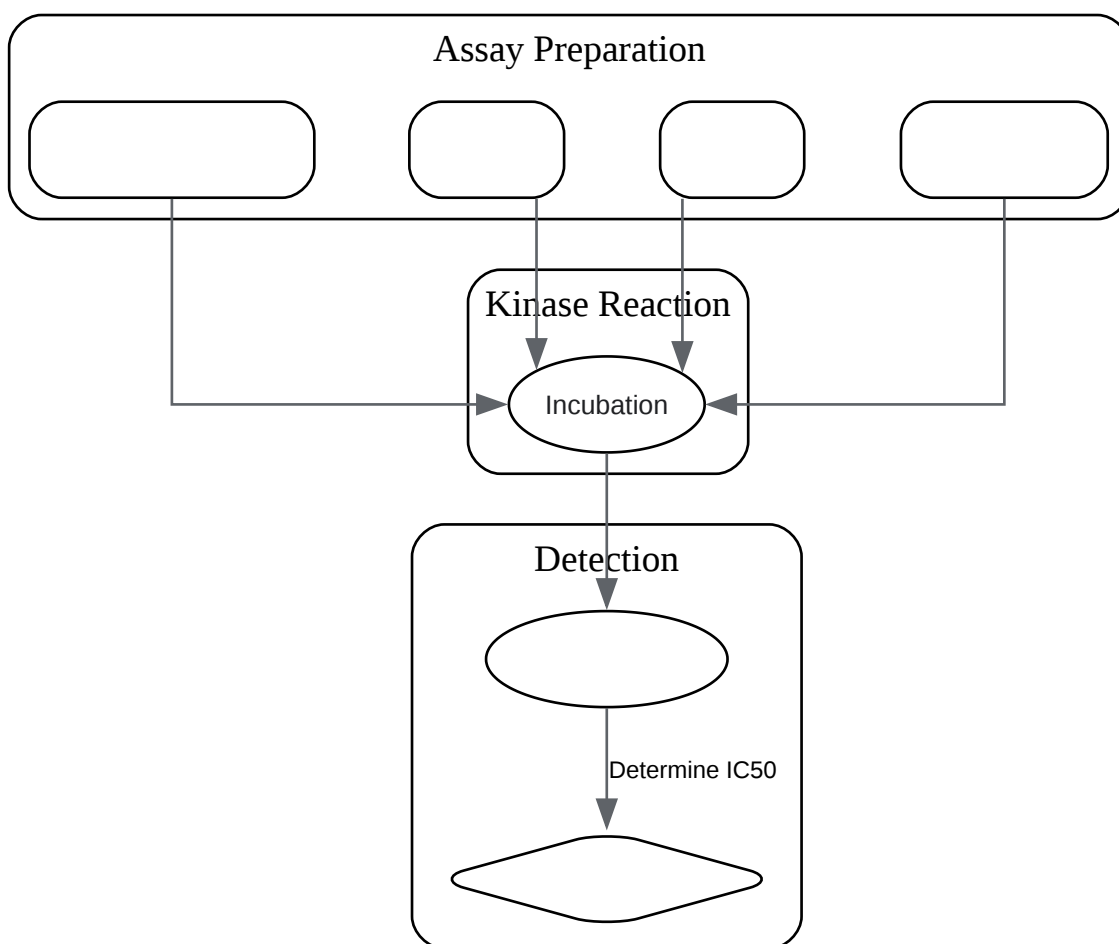 Assay Preparation
Kinase Reaction
Incubation
Detection
Determine IC50